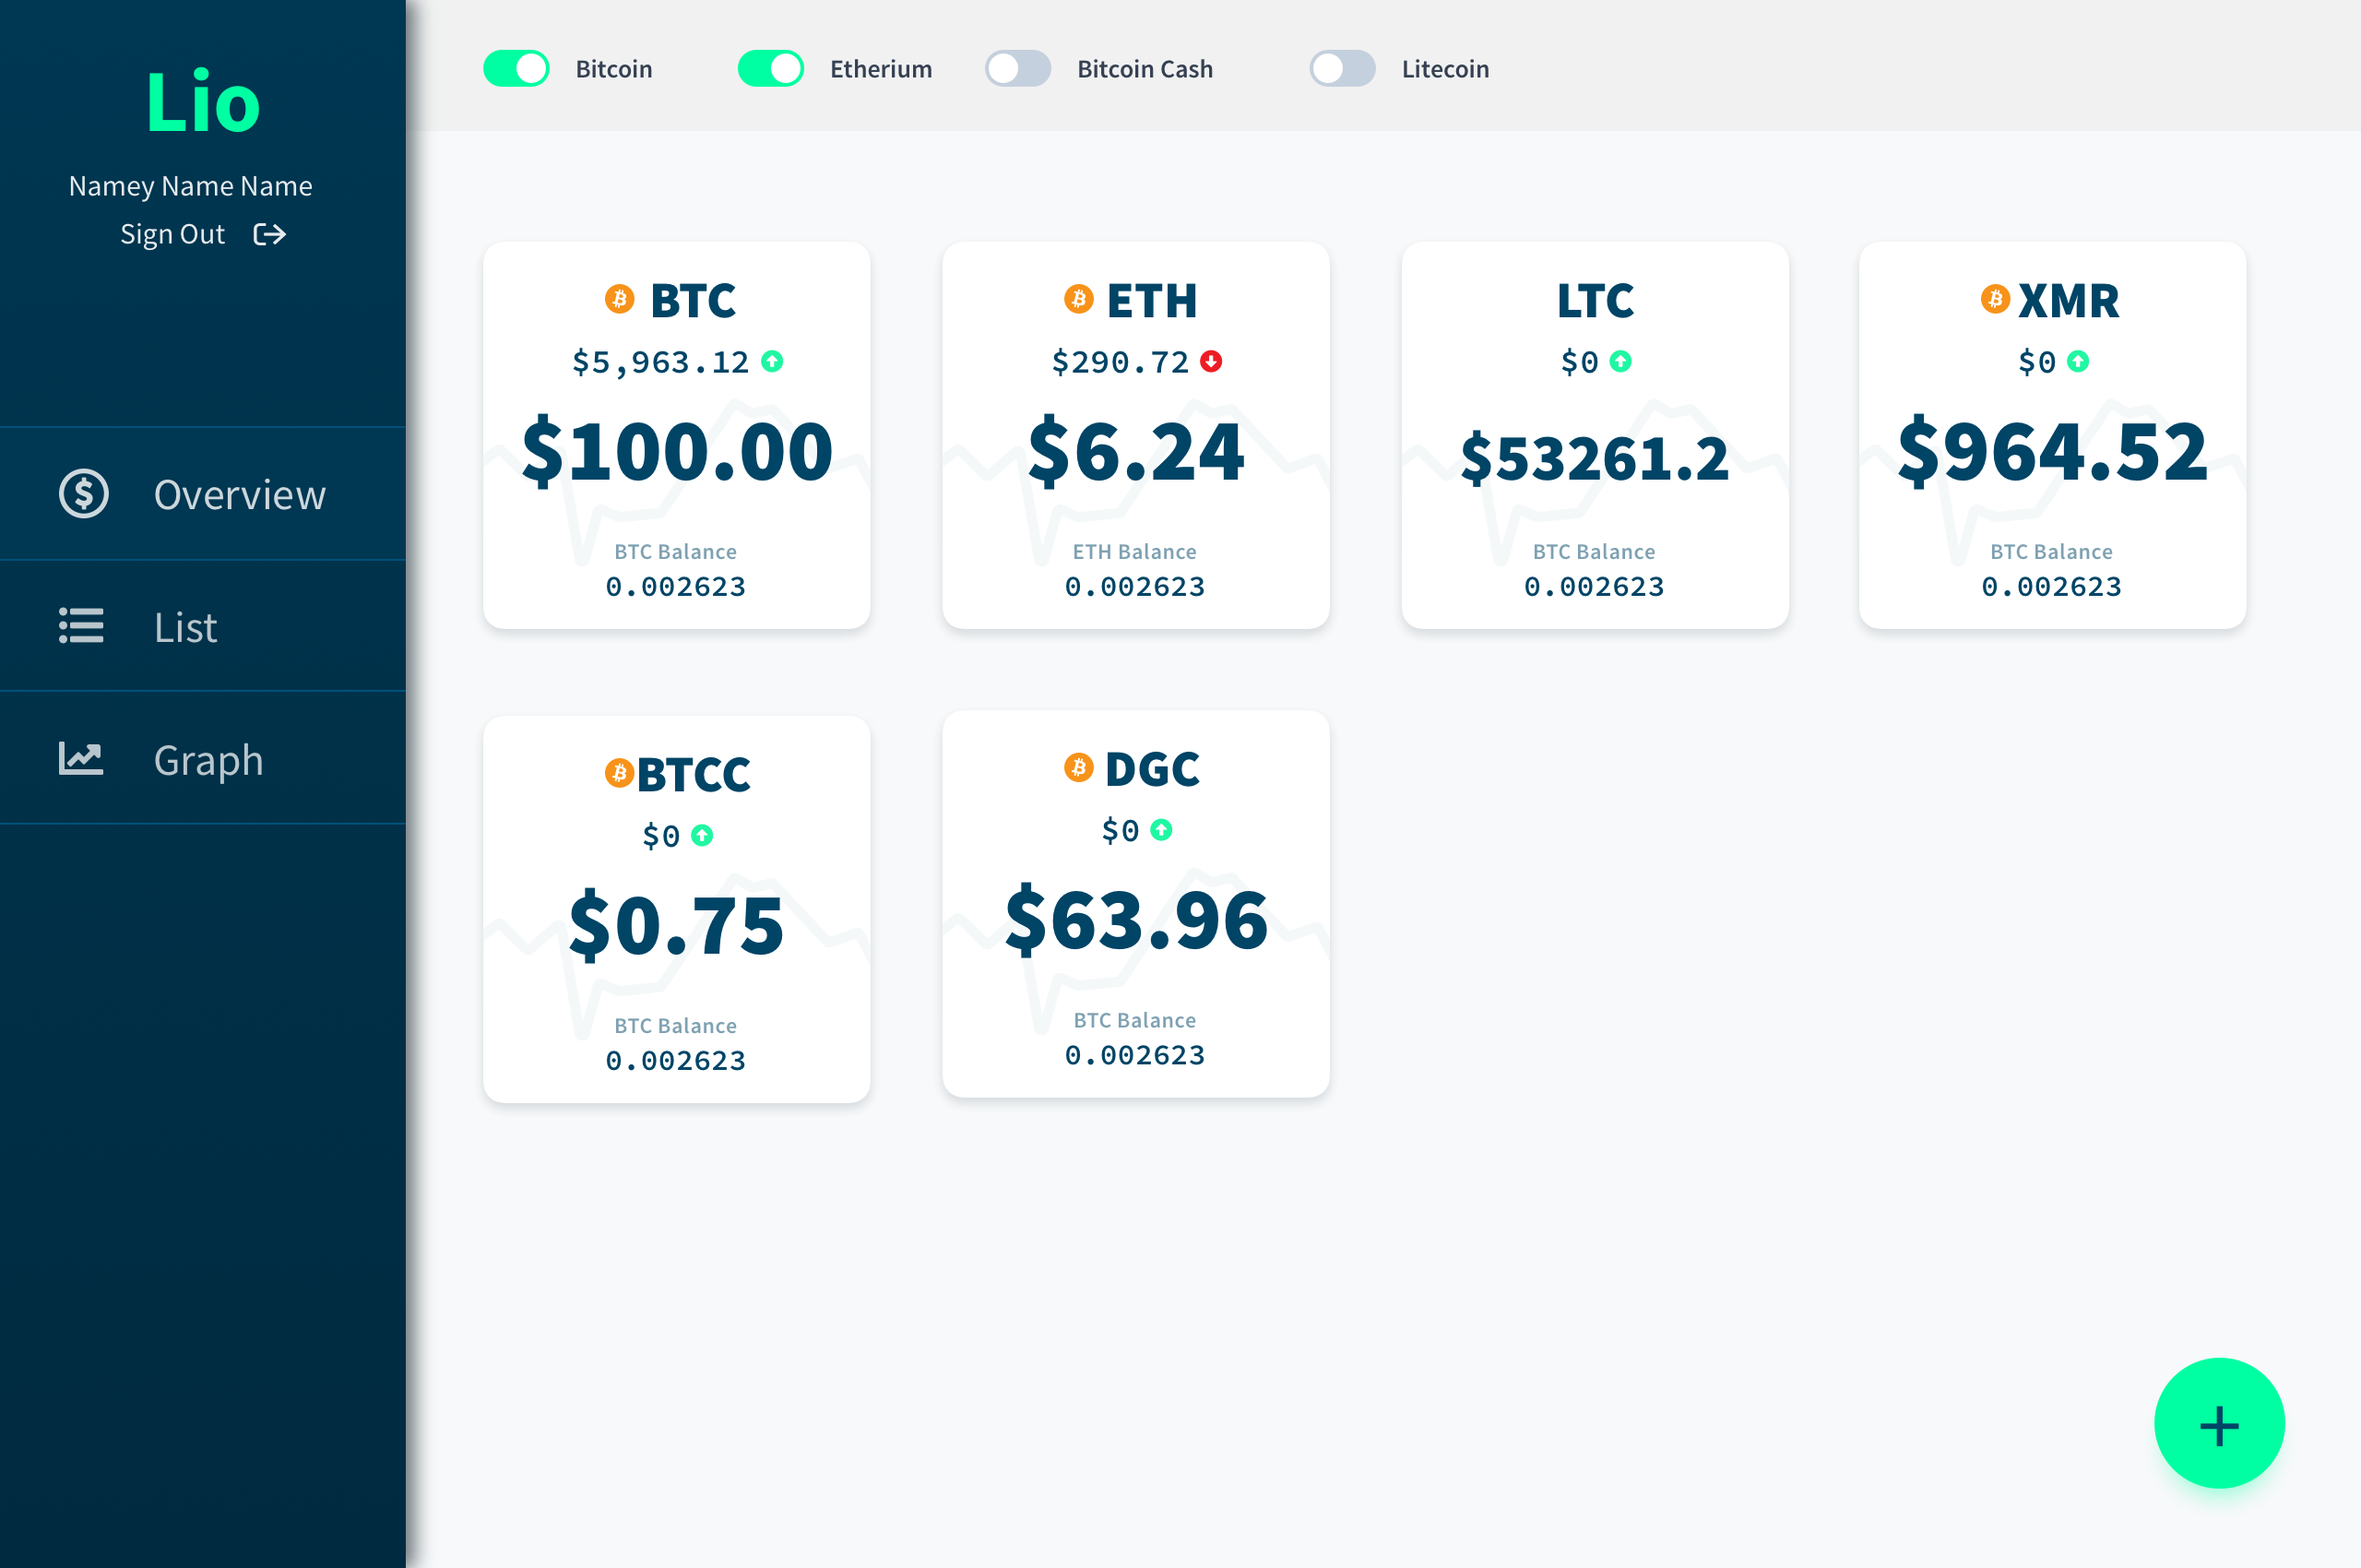 Lio
Namey Name Name
Sign Out
Overview
List
Graph
Bitcoin
Etherium
Bitcoin Cash
Litecoin
BTC
$5,963.12
$100.00
BTC Balance
0.002623
ETH
$290.72
$6.24
ETH Balance
0.002623
LTC
$0
$53261.2
BTC Balance
0.002623
XMR
$0
$964.52
BTC Balance
0.002623
BTCC
$0
$0.75
BTC Balance
0.002623
DGC
$0
$63.96
BTC Balance
0.002623
+